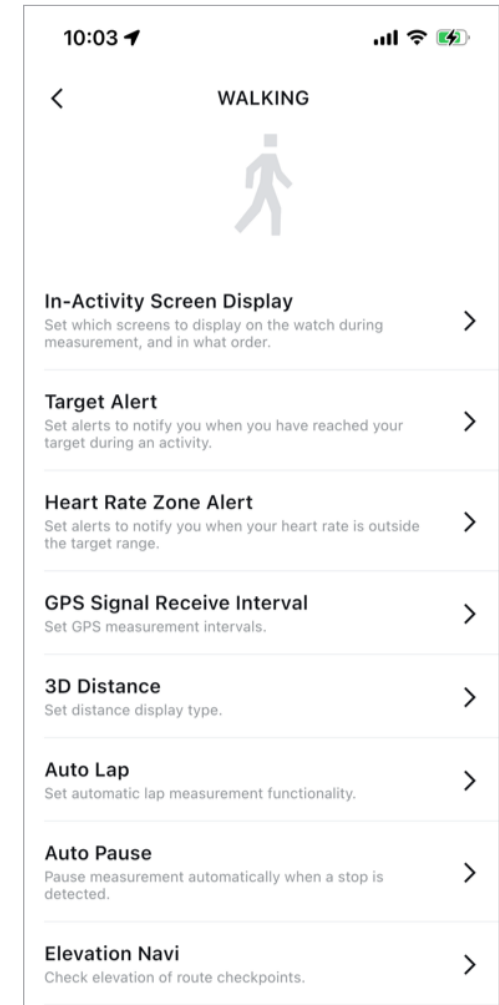 10:03
WALKING
In-Activity Screen Display
Set which screens to display on the watch during
measurement, and in what order.
Target Alert
Set alerts to notify you when you have reached your
target during an activity.
Heart Rate Zone Alert
Set alerts to notify you when your heart rate is outside
the target range.
GPS Signal Receive Interval
Set GPS measurement intervals.
3D Distance
Set distance display type.
Auto Lap
Set automatic lap measurement functionality.
Auto Pause
Pause measurement automatically when a stop is
detected.
Elevation Navi
Check elevation of route checkpoints.